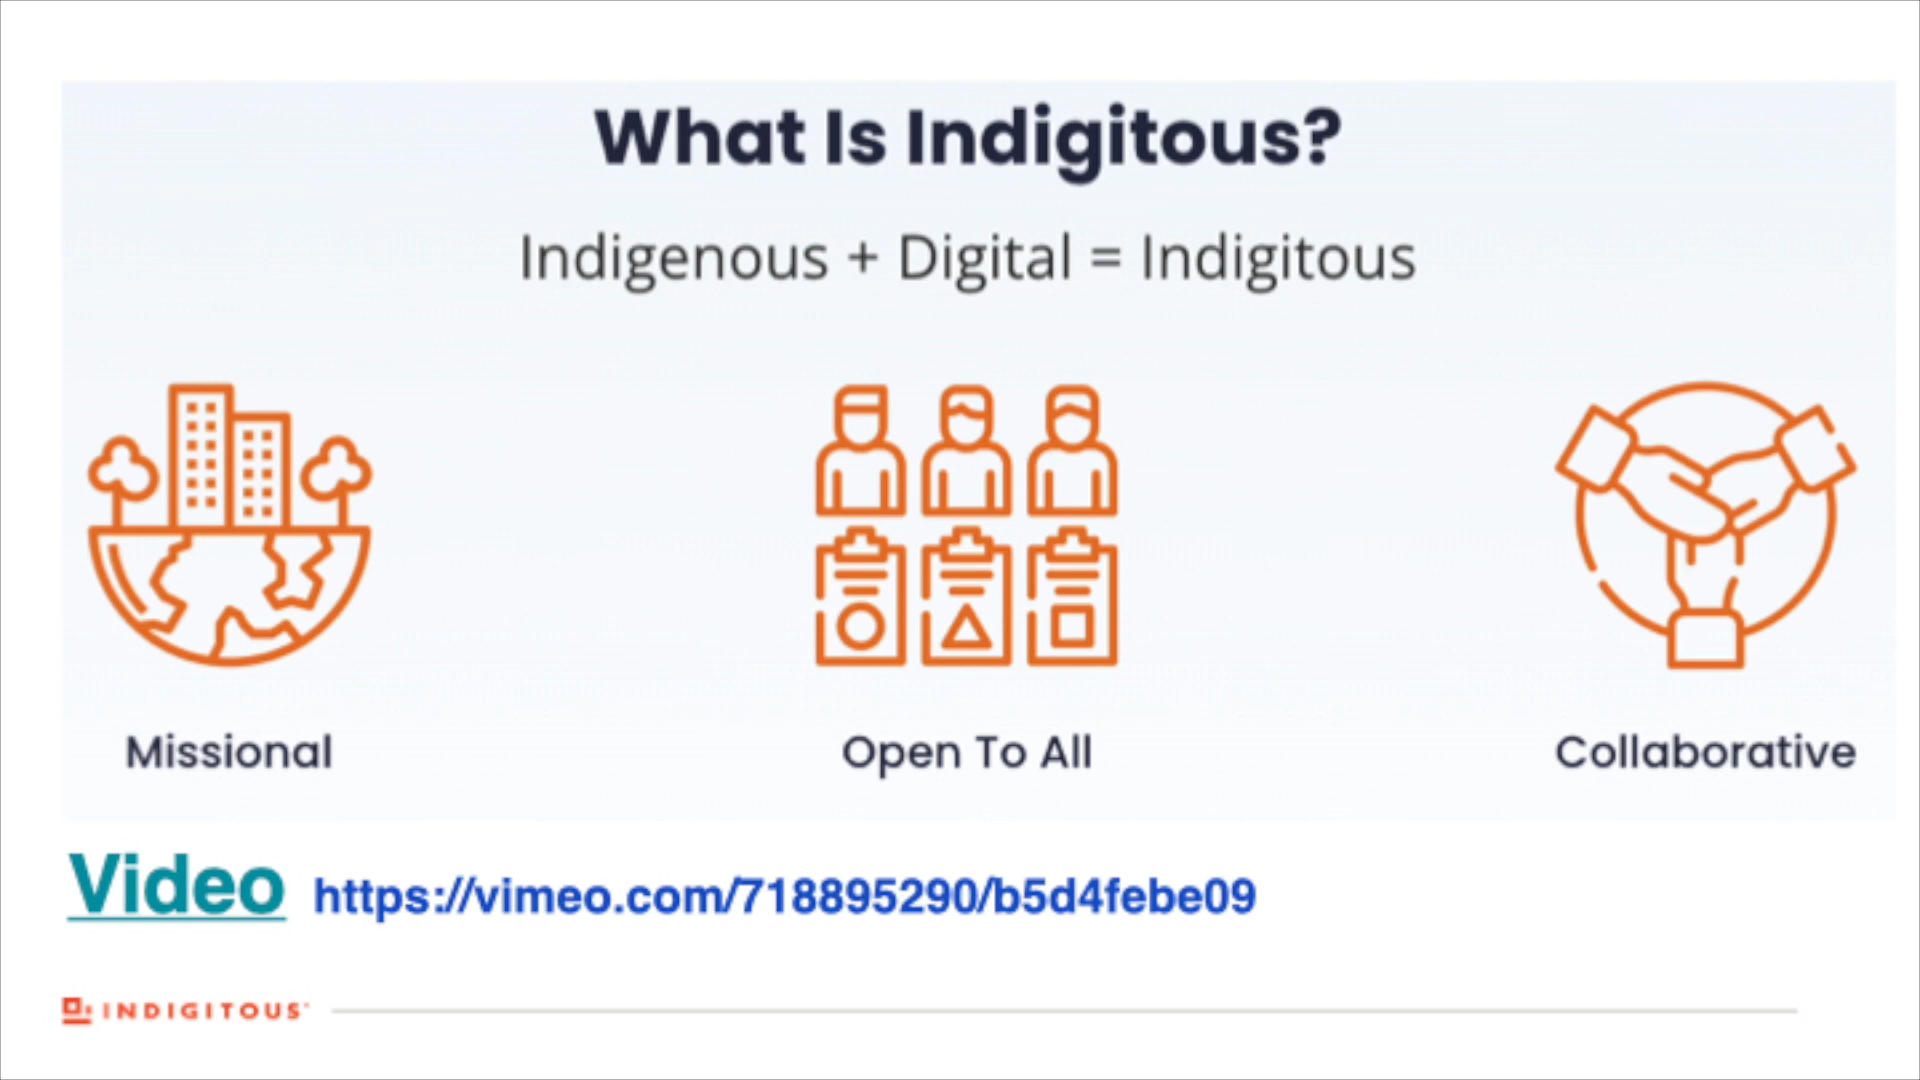 What Is Indigitous?
Indigenous + Digital = Indigitous
Missional
Open To All
Collaborative
Video https://vimeo.com/718895290/b5d4febe09
INDIGITOUS